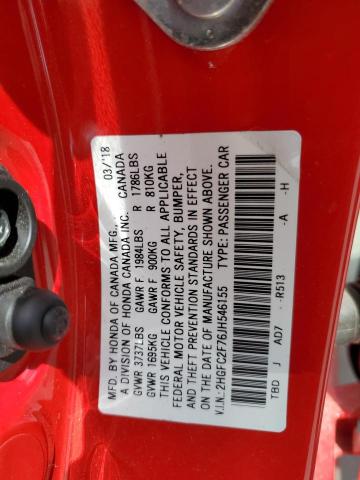 MFD. BY HONDA OF CANADA MFG., 03/'18
A DIVISION OF HONDA CANADA INC. CANADA
GVWR 3737LBS GAWR F 1984LBS R 1786LBS
GVWR 1695KG GAWR F 900KG R 810KG
THIS VEHICLE CONFORMS TO ALL APPLICABLE
FEDERAL MOTOR VEHICLE SAFETY, BUMPER,
AND THEFT PREVENTION STANDARDS IN EFFECT
ON THE DATE OF MANUFACTURE SHOWN ABOVE.
V.I.N.: 2HGFC2F76JH546155 TYPE: PASSENGER CAR
TBD J AD7 -R513 -A -H